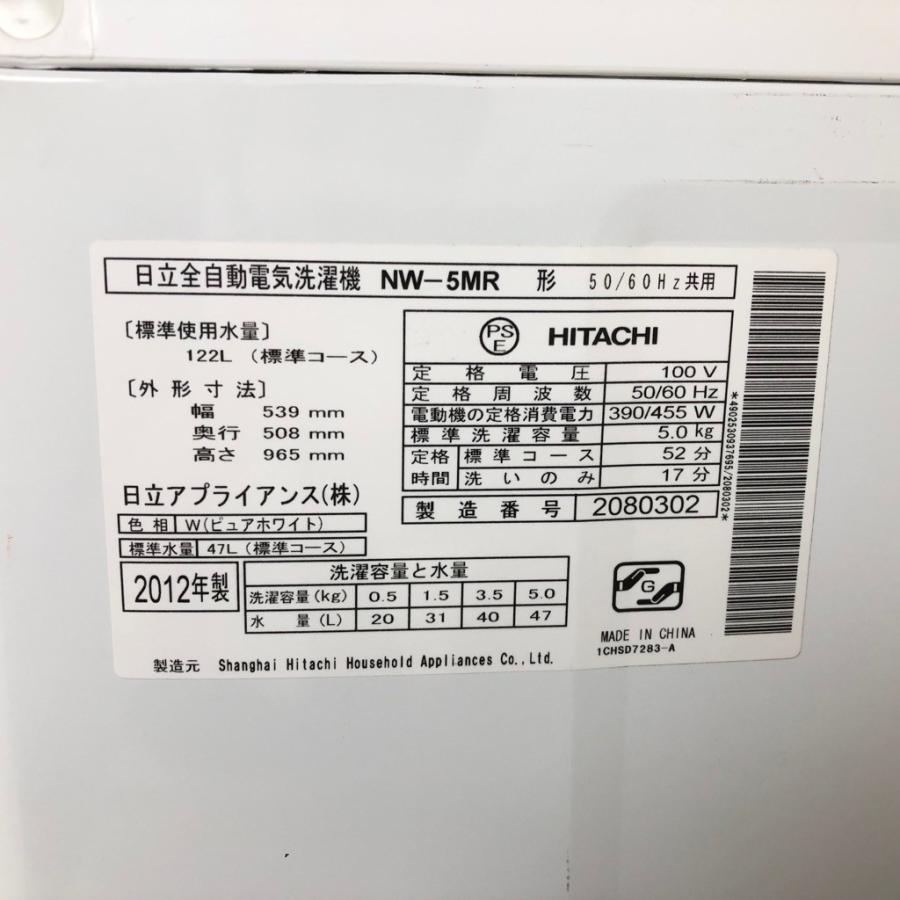 日立全自動電気洗濯機 NW-5MR 形 50/60Hz共用
〔標準使用水量〕
122L (標準コース)
〔外形寸法〕
幅 539 mm
奥行 508 mm
高さ 965 mm
日立アプライアンス(株)
色相 W(ピュアホワイト)
標準水量 47L (標準コース)
2012年製
PS
E
HITACHI
定格電圧 100 V
定格周波数 50/60 Hz
電動機の定格消費電力 390/455 W
標準洗濯容量 5.0 kg
定格時間 標準コース 52 分
洗いのみ 17 分
製造番号 2080302
洗濯容量と水量
洗濯容量(kg) 0.5 1.5 3.5 5.0
水量(L) 20 31 40 47
製造元 Shanghai Hitachi Household Appliances Co.,Ltd.
G
MADE IN CHINA
1CHSD7283-A
*4902530937695/2080302*